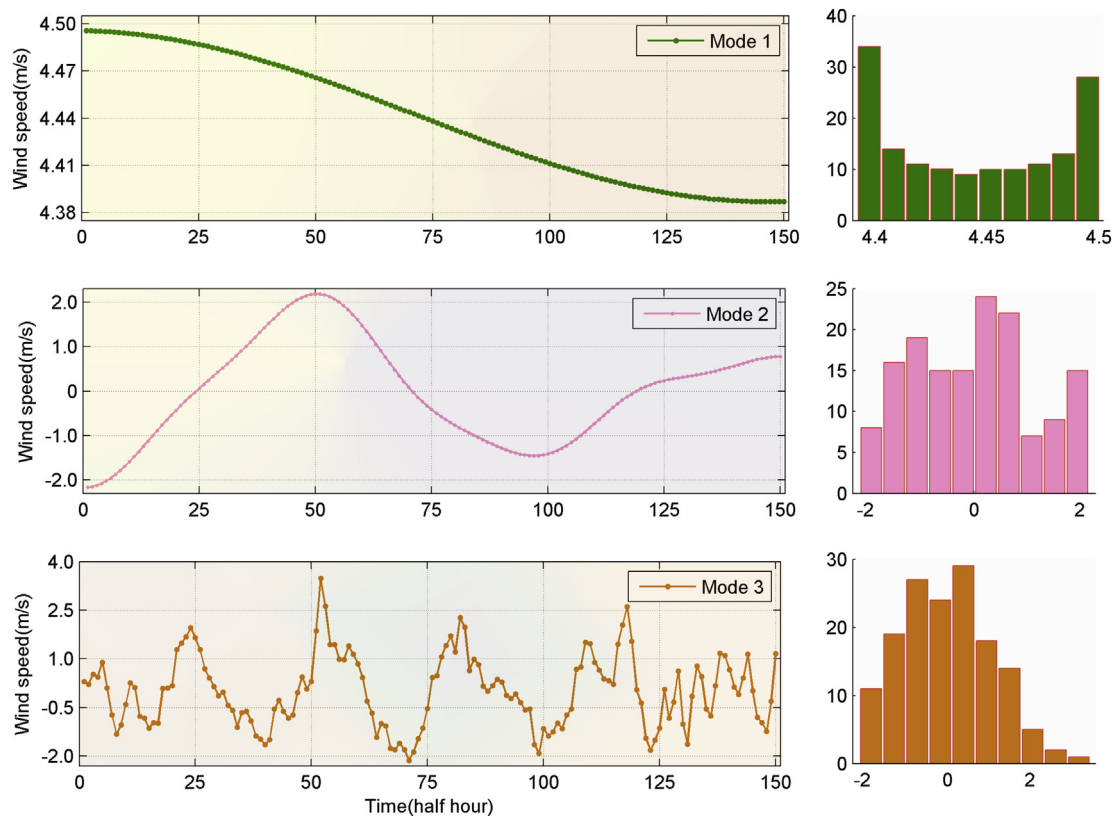 Wind speed(m/s)
4.50
4.47
4.44
4.41
4.38
Mode 1
0 25 50 75 100 125 150
40
30
20
10
0
4.4 4.45 4.5
Wind speed(m/s)
2.0
1.0
0
-1.0
-2.0
Mode 2
0 25 50 75 100 125 150
25
20
15
10
5
0
-2 0 2
Wind speed(m/s)
4.0
2.5
1.0
-0.5
-2.0
Mode 3
0 25 50 75 100 125 150
Time(half hour)
30
20
10
0
-2 0 2